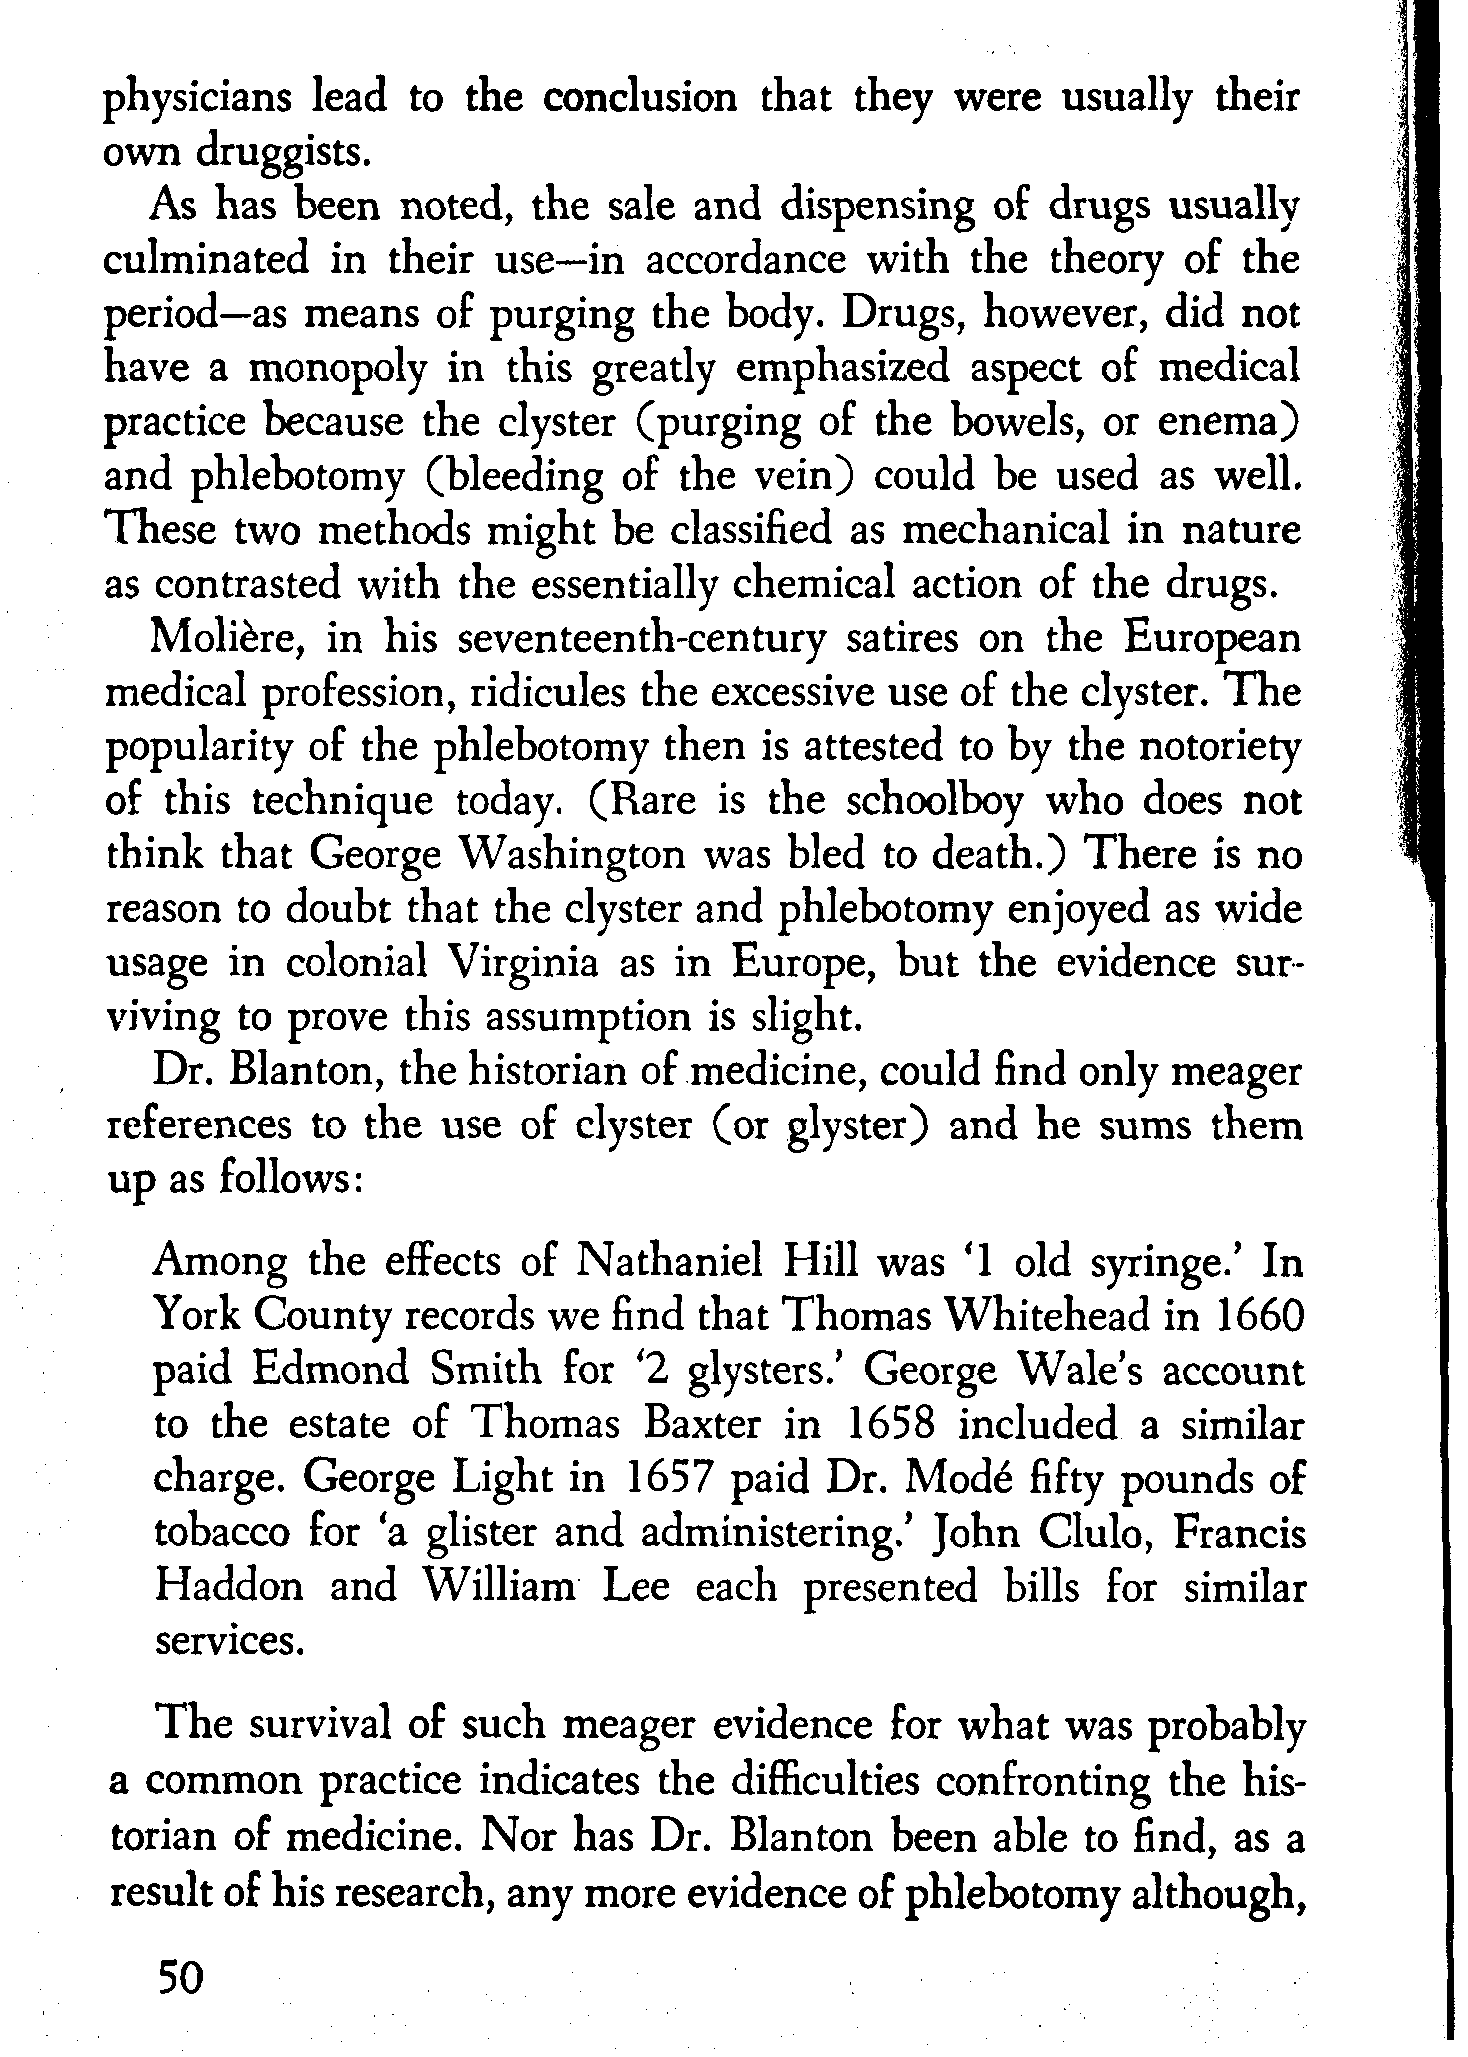 physicians lead to the conclusion that they were usually their
own druggists.
As has been noted, the sale and dispensing of drugs usually
culminated in their use—in accordance with the theory of the
period—as means of purging the body. Drugs, however, did not
have a monopoly in this greatly emphasized aspect of medical
practice because the clyster (purging of the bowels, or enema)
and phlebotomy (bleeding of the vein) could be used as well.
These two methods might be classified as mechanical in nature
as contrasted with the essentially chemical action of the drugs.
Molière, in his seventeenth-century satires on the European
medical profession, ridicules the excessive use of the clyster. The
popularity of the phlebotomy then is attested to by the notoriety
of this technique today. (Rare is the schoolboy who does not
think that George Washington was bled to death.) There is no
reason to doubt that the clyster and phlebotomy enjoyed as wide
usage in colonial Virginia as in Europe, but the evidence sur-
viving to prove this assumption is slight.
Dr. Blanton, the historian of medicine, could find only meager
references to the use of clyster (or glyster) and he sums them
up as follows:
Among the effects of Nathaniel Hill was ‘1 old syringe.’ In
York County records we find that Thomas Whitehead in 1660
paid Edmond Smith for ‘2 glysters.’ George Wale’s account
to the estate of Thomas Baxter in 1658 included a similar
charge. George Light in 1657 paid Dr. Modé fifty pounds of
tobacco for ‘a glister and administering.’ John Clulo, Francis
Haddon and William Lee each presented bills for similar
services.
The survival of such meager evidence for what was probably
a common practice indicates the difficulties confronting the his-
torian of medicine. Nor has Dr. Blanton been able to find, as a
result of his research, any more evidence of phlebotomy although,
50